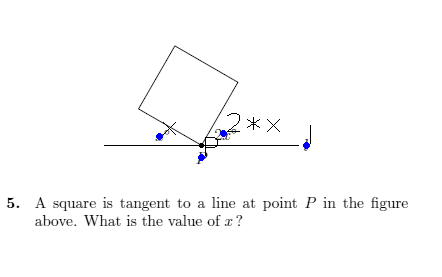 x
2*x
P
5. A square is tangent to a line at point P in the figure
above. What is the value of x?